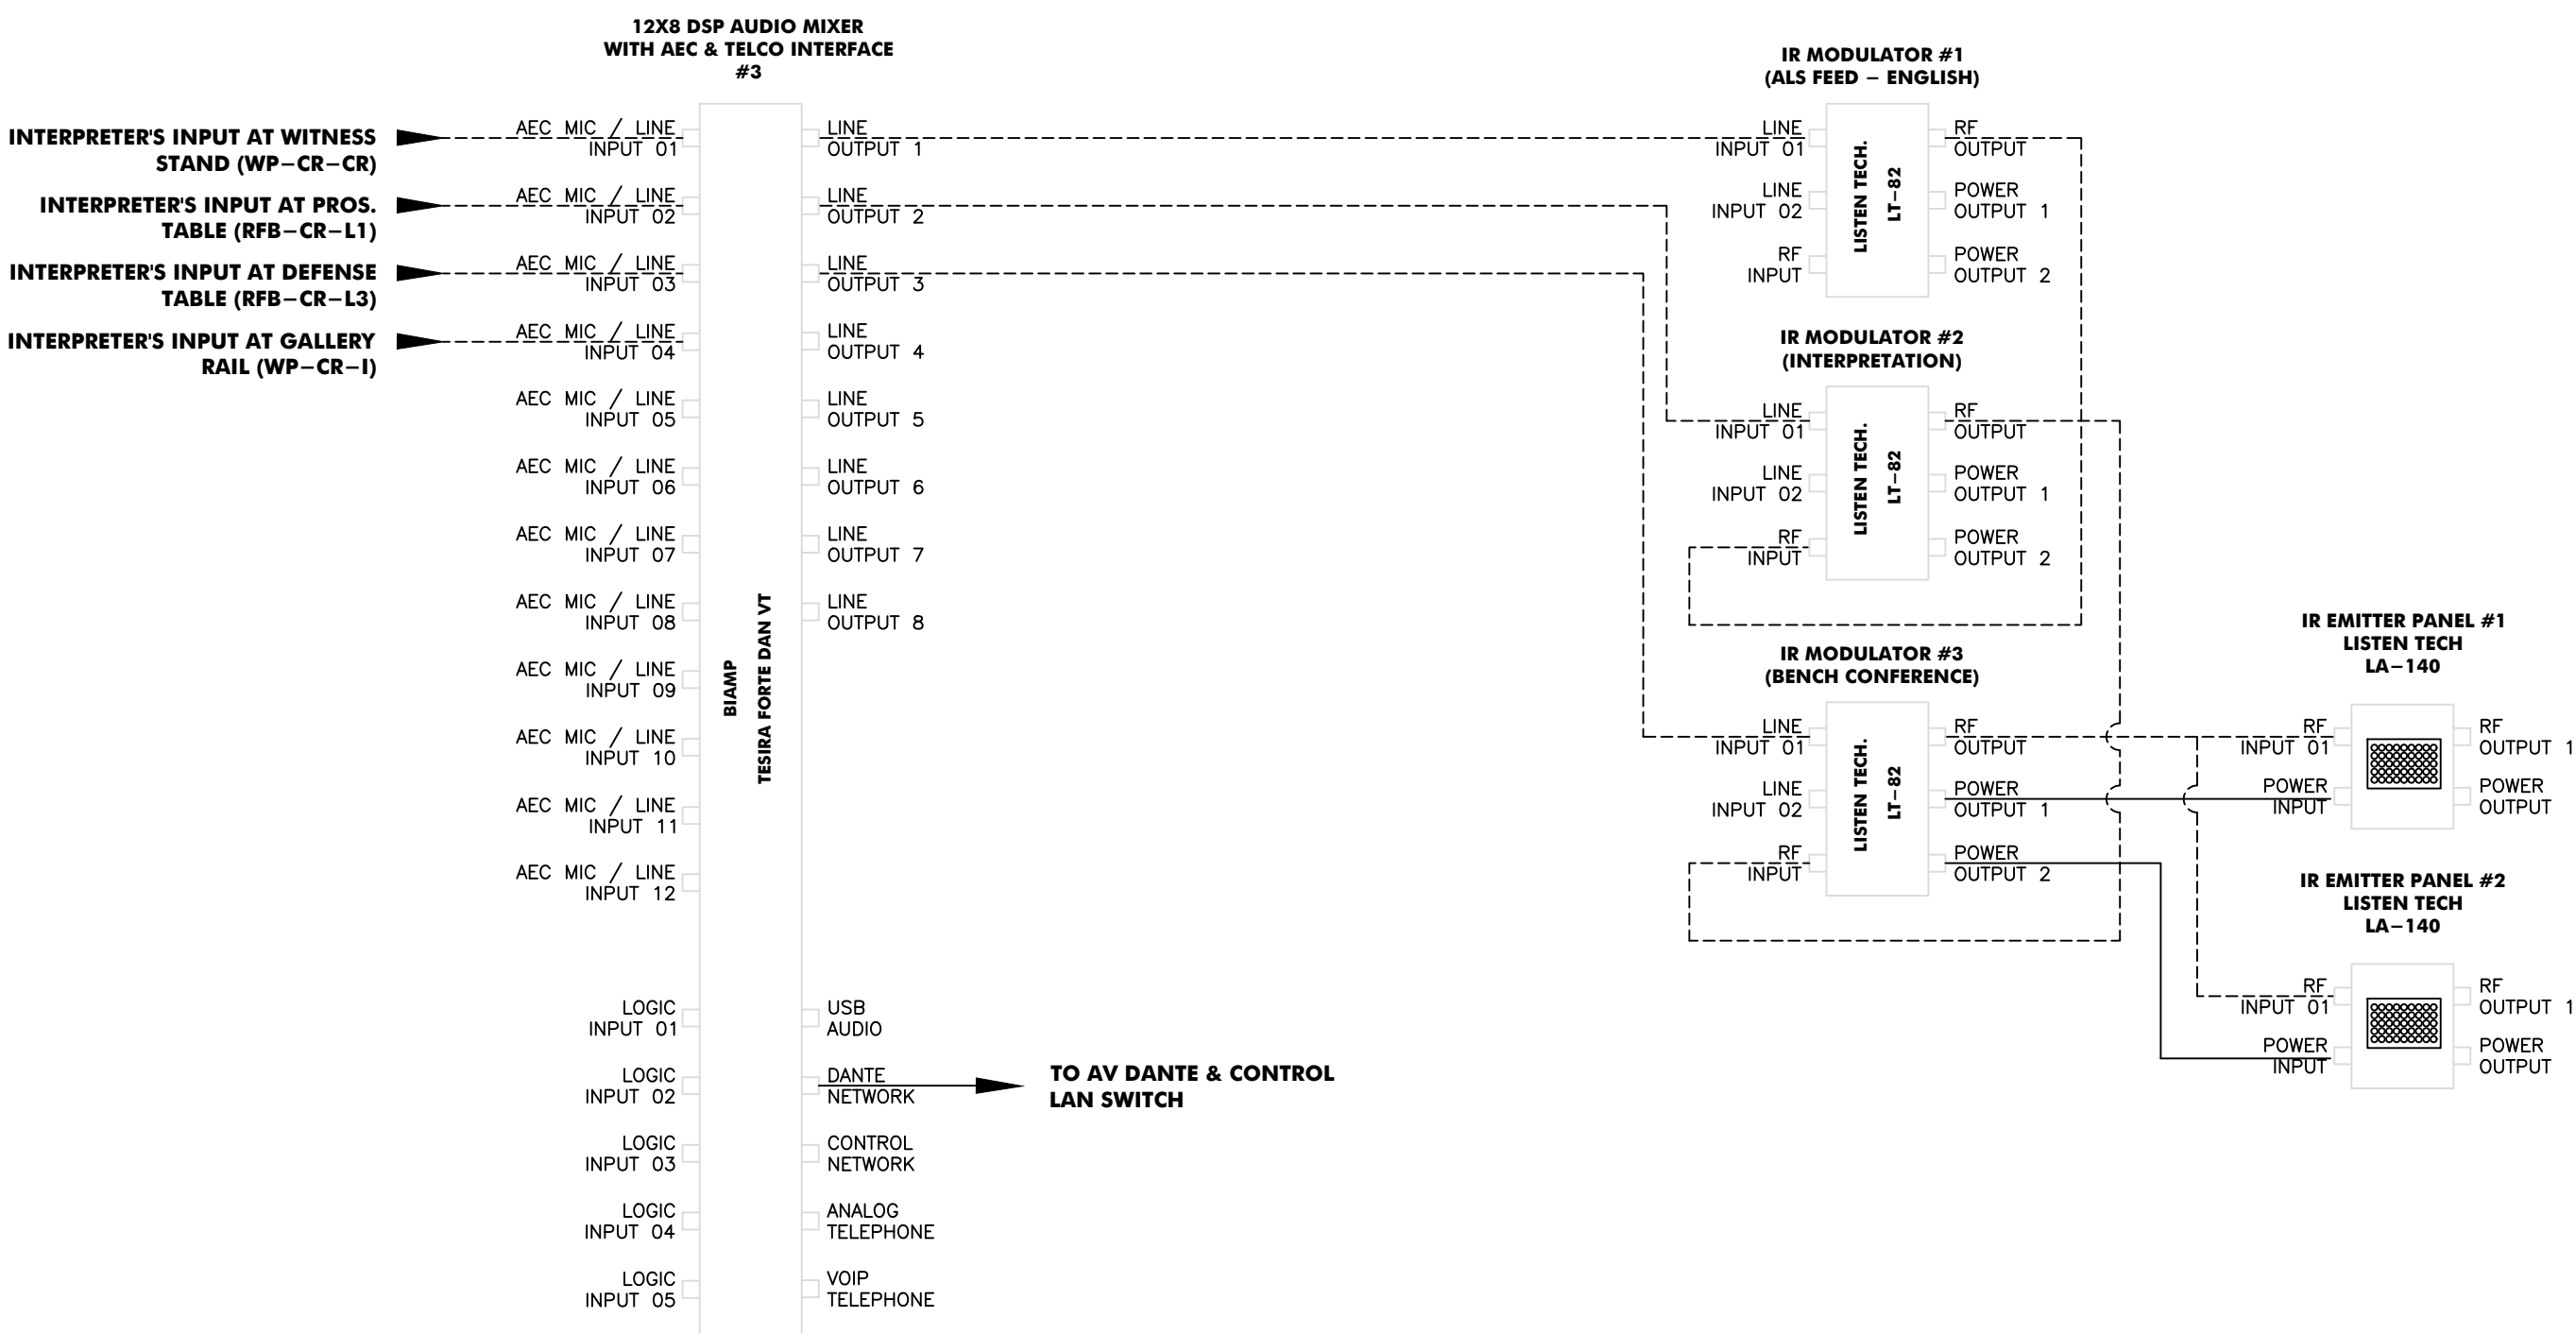 12X8 DSP AUDIO MIXER
WITH AEC & TELCO INTERFACE
#3
INTERPRETER'S INPUT AT WITNESS
STAND (WP-CR-CR)
INTERPRETER'S INPUT AT PROS.
TABLE (RFB-CR-L1)
INTERPRETER'S INPUT AT DEFENSE
TABLE (RFB-CR-L3)
INTERPRETER'S INPUT AT GALLERY
RAIL (WP-CR-I)
AEC MIC / LINE
INPUT 01
AEC MIC / LINE
INPUT 02
AEC MIC / LINE
INPUT 03
AEC MIC / LINE
INPUT 04
AEC MIC / LINE
INPUT 05
AEC MIC / LINE
INPUT 06
AEC MIC / LINE
INPUT 07
AEC MIC / LINE
INPUT 08
AEC MIC / LINE
INPUT 09
AEC MIC / LINE
INPUT 10
AEC MIC / LINE
INPUT 11
AEC MIC / LINE
INPUT 12
LOGIC
INPUT 01
LOGIC
INPUT 02
LOGIC
INPUT 03
LOGIC
INPUT 04
LOGIC
INPUT 05
BIAMP
TESIRA FORTE DAN VT
LINE
OUTPUT 1
LINE
OUTPUT 2
LINE
OUTPUT 3
LINE
OUTPUT 4
LINE
OUTPUT 5
LINE
OUTPUT 6
LINE
OUTPUT 7
LINE
OUTPUT 8
USB
AUDIO
DANTE
NETWORK
CONTROL
NETWORK
ANALOG
TELEPHONE
VOIP
TELEPHONE
TO AV DANTE & CONTROL
LAN SWITCH
IR MODULATOR #1
(ALS FEED - ENGLISH)
LINE
INPUT 01
LINE
INPUT 02
RF
INPUT
LISTEN TECH.
LT-82
RF
OUTPUT
POWER
OUTPUT 1
POWER
OUTPUT 2
IR MODULATOR #2
(INTERPRETATION)
LINE
INPUT 01
LINE
INPUT 02
RF
INPUT
LISTEN TECH.
LT-82
RF
OUTPUT
POWER
OUTPUT 1
POWER
OUTPUT 2
IR MODULATOR #3
(BENCH CONFERENCE)
LINE
INPUT 01
LINE
INPUT 02
RF
INPUT
LISTEN TECH.
LT-82
RF
OUTPUT
POWER
OUTPUT 1
POWER
OUTPUT 2
IR EMITTER PANEL #1
LISTEN TECH
LA-140
RF
INPUT 01
POWER
INPUT
RF
OUTPUT 1
POWER
OUTPUT
IR EMITTER PANEL #2
LISTEN TECH
LA-140
RF
INPUT 01
POWER
INPUT
RF
OUTPUT 1
POWER
OUTPUT